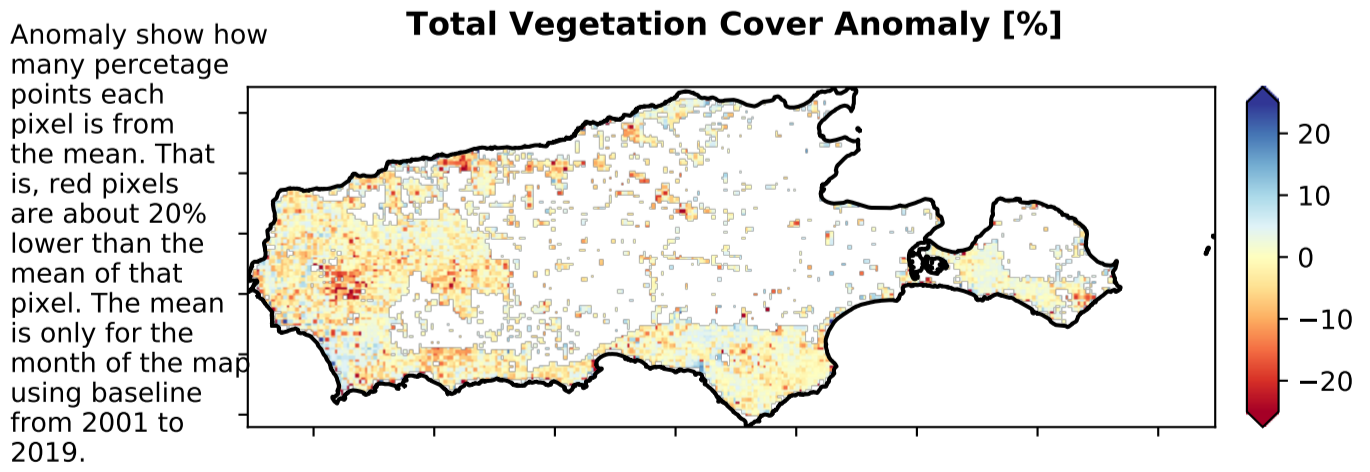 Total Vegetation Cover Anomaly [%]
Anomaly show how
many percetage
points each
pixel is from
the mean. That
is, red pixels
are about 20%
lower than the
mean of that
pixel. The mean
is only for the
month of the map
using baseline
from 2001 to
2019.
20
10
0
−10
−20